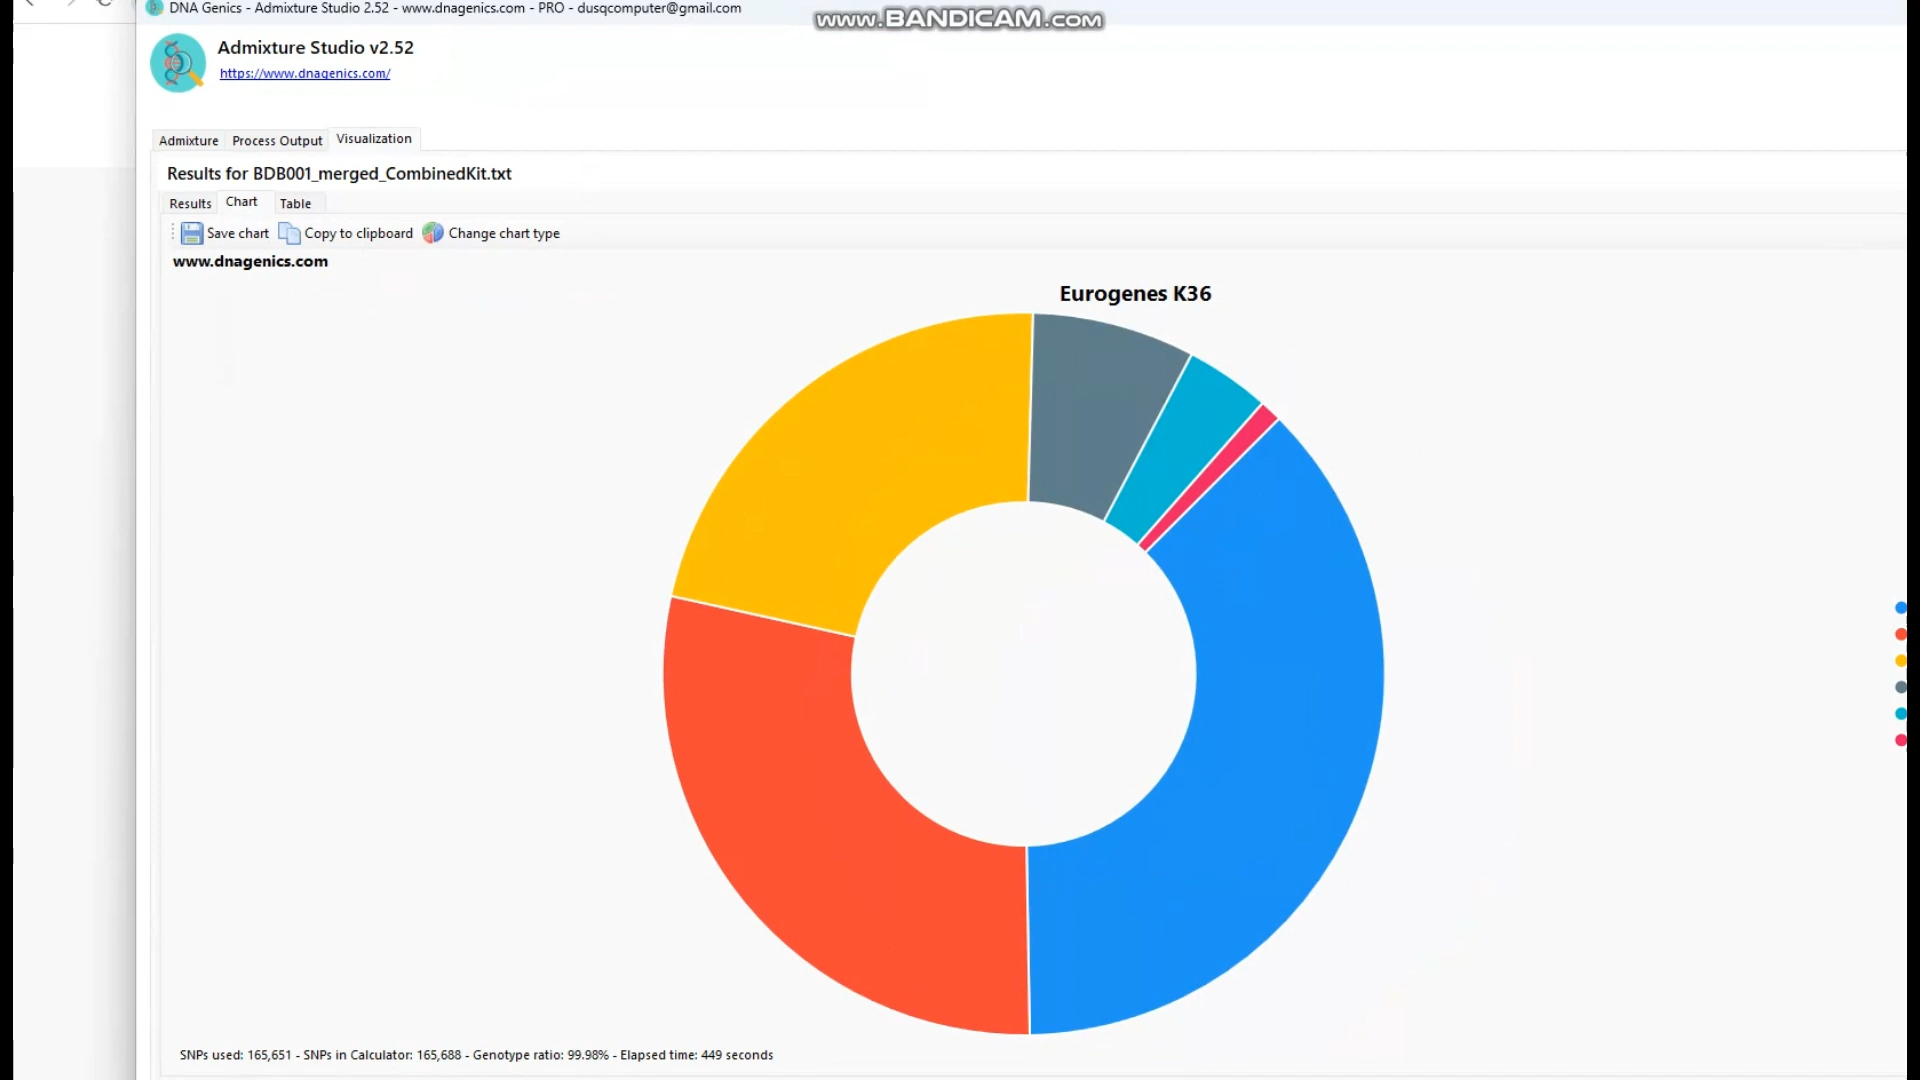 DNA Genics - Admixture Studio 2.52 - www.dnagenics.com - PRO - dusqcomputer@gmail.com
www.BANDICAM.com
Admixture Studio v2.52
https://www.dnagenics.com/
Admixture Process Output Visualization
Results for BDB001_merged_CombinedKit.txt
Results Chart Table
Save chart Copy to clipboard Change chart type
www.dnagenics.com
Eurogenes K36
SNPs used: 165,651 - SNPs in Calculator: 165,688 - Genotype ratio: 99.98% - Elapsed time: 449 seconds